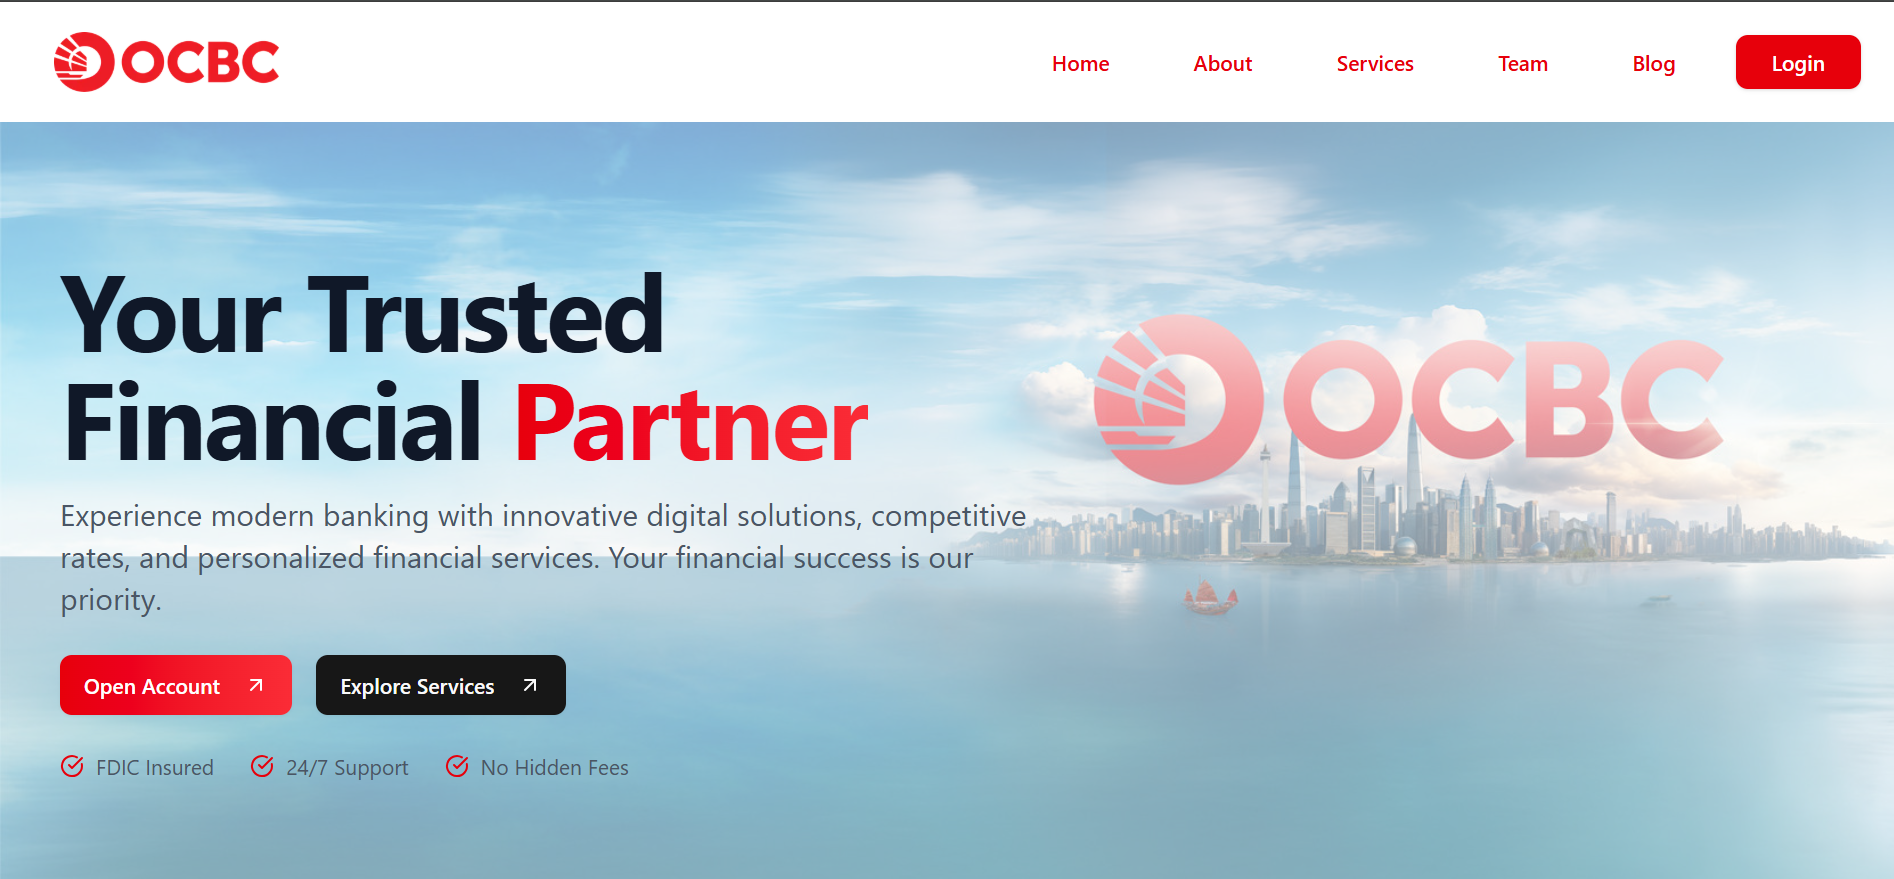 OCBC
Home About Services Team Blog Login
Your Trusted
Financial Partner
OCBC
Experience modern banking with innovative digital solutions, competitive
rates, and personalized financial services. Your financial success is our
priority.
Open Account Explore Services
FDIC Insured 24/7 Support No Hidden Fees